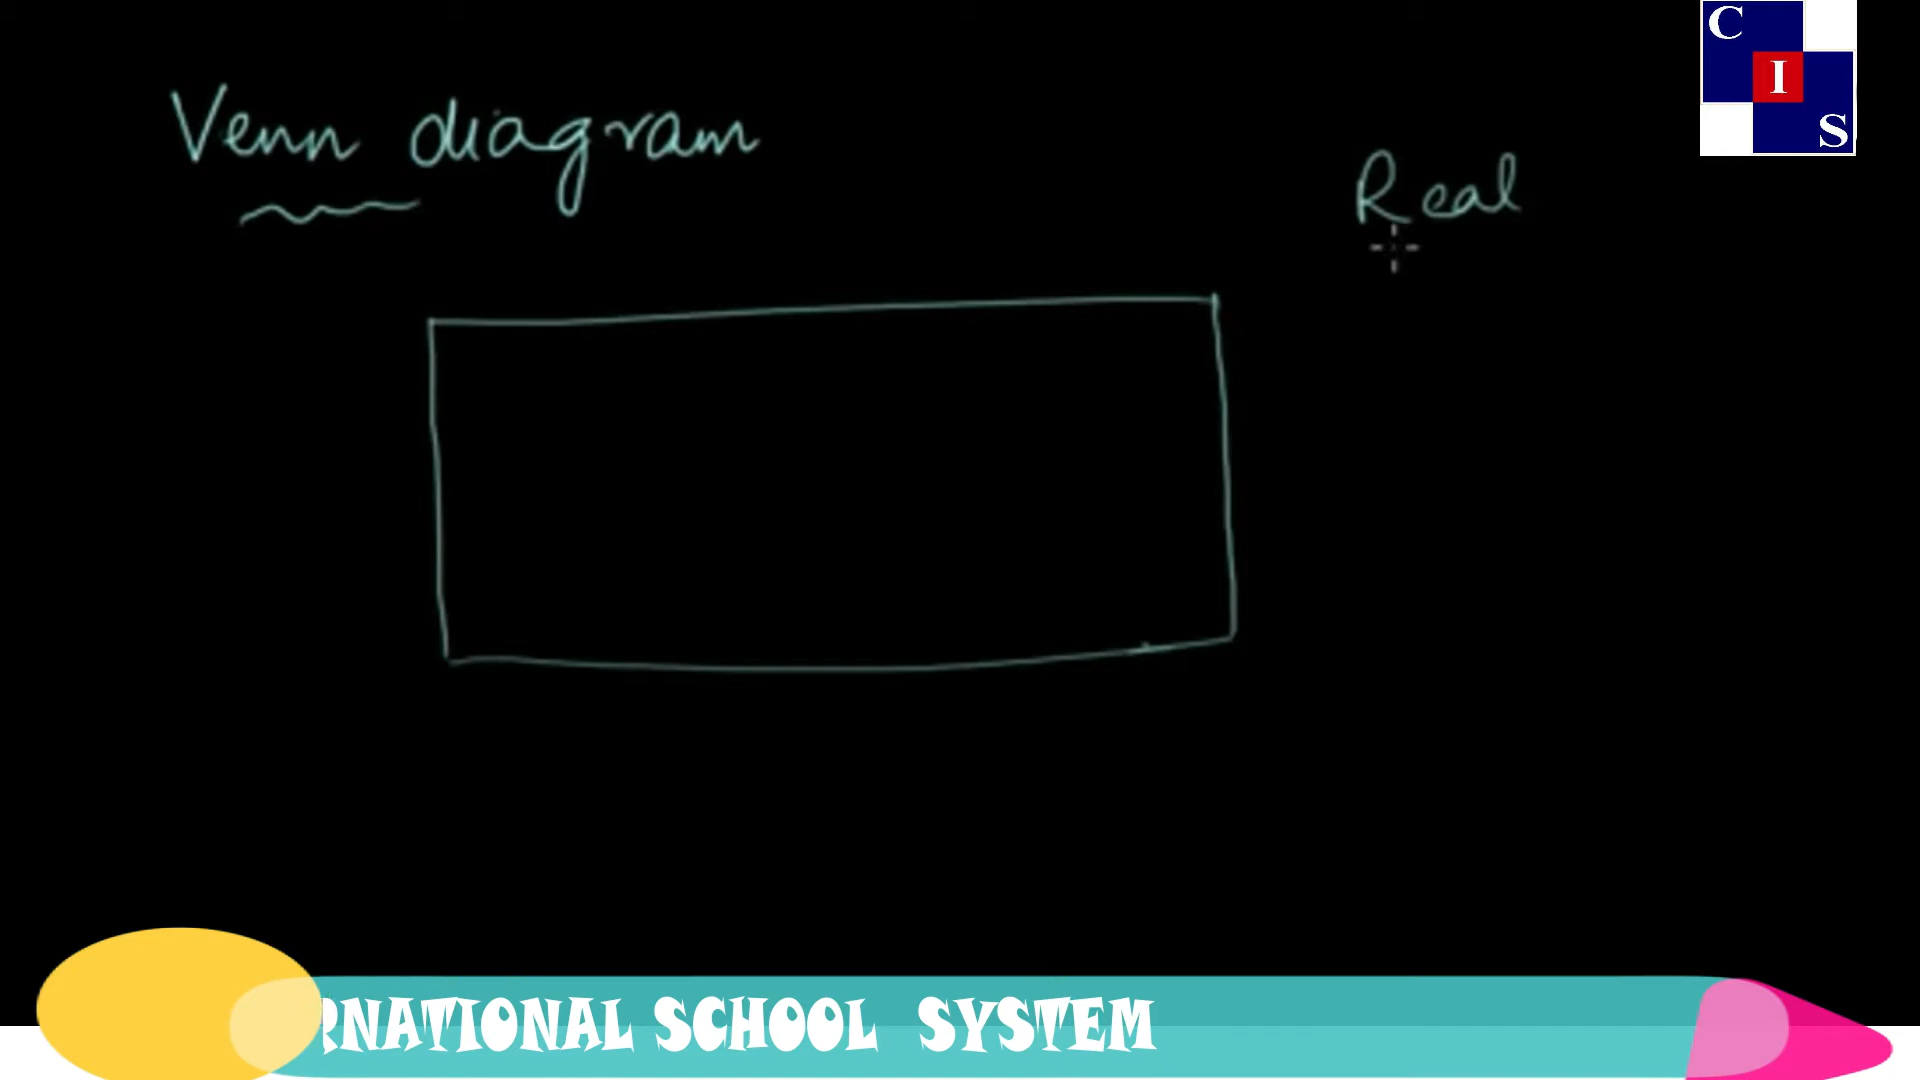 Venn diagram
C
I
S
Real
RNATIONAL SCHOOL SYSTEM